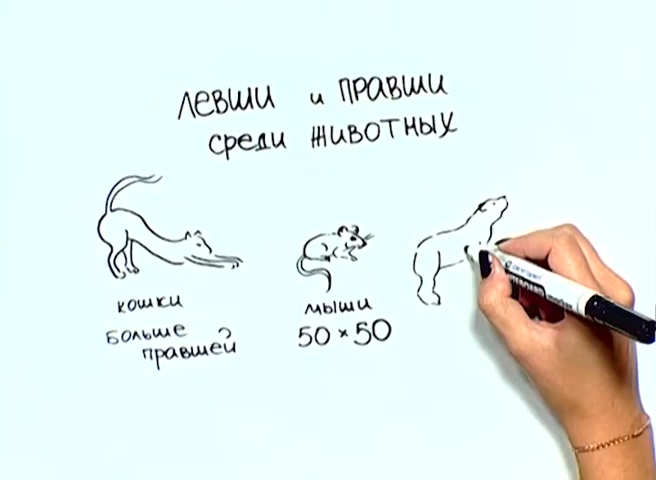 ЛЕВШИ и ПРАВШИ
среди ЖИВОТНЫХ
кошки
больше
правшей
мыши
50 × 50